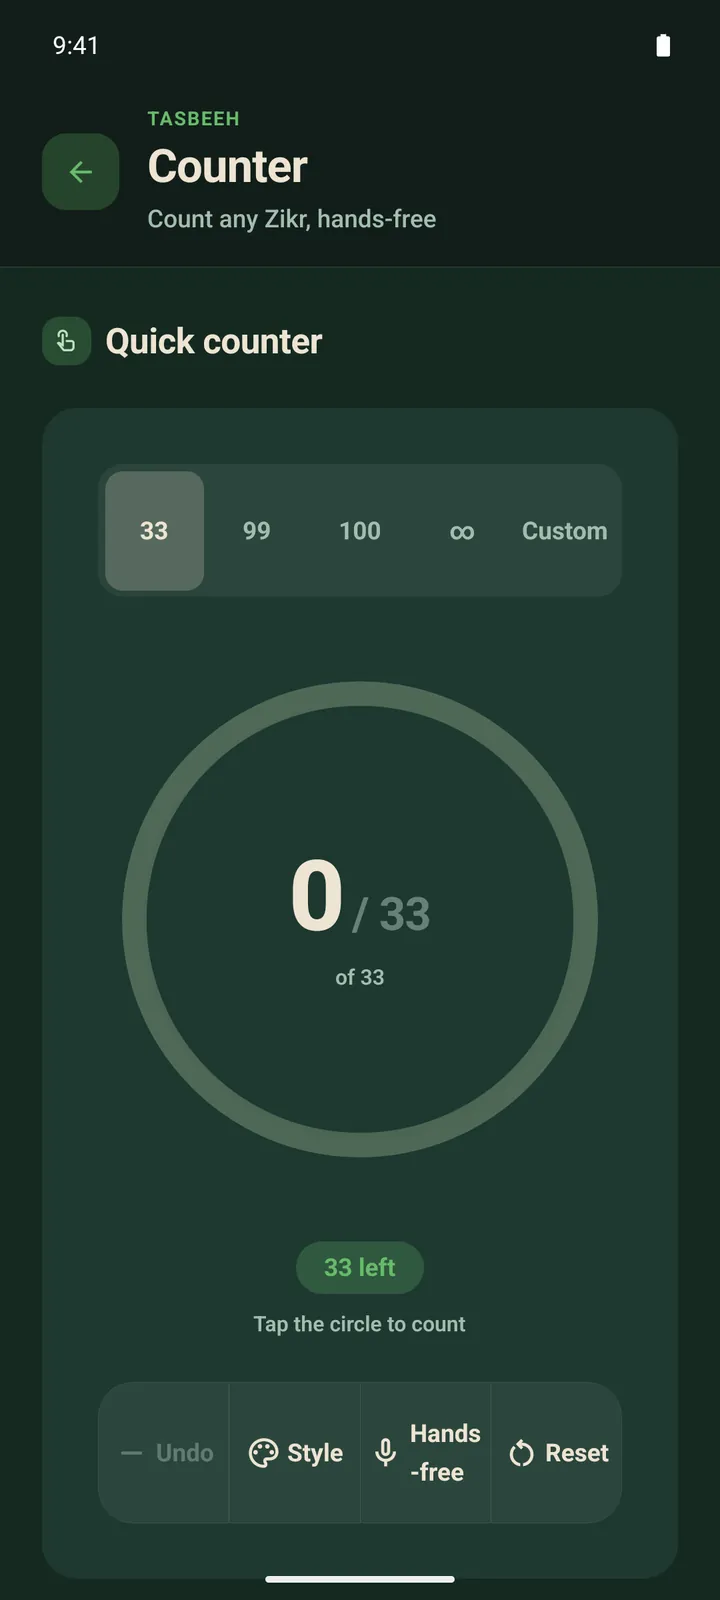 9:41
TASBEEH
Counter
Count any Zikr, hands-free
Quick counter
33 99 100 ∞ Custom
0 / 33
of 33
33 left
Tap the circle to count
Undo Style Hands
-free Reset